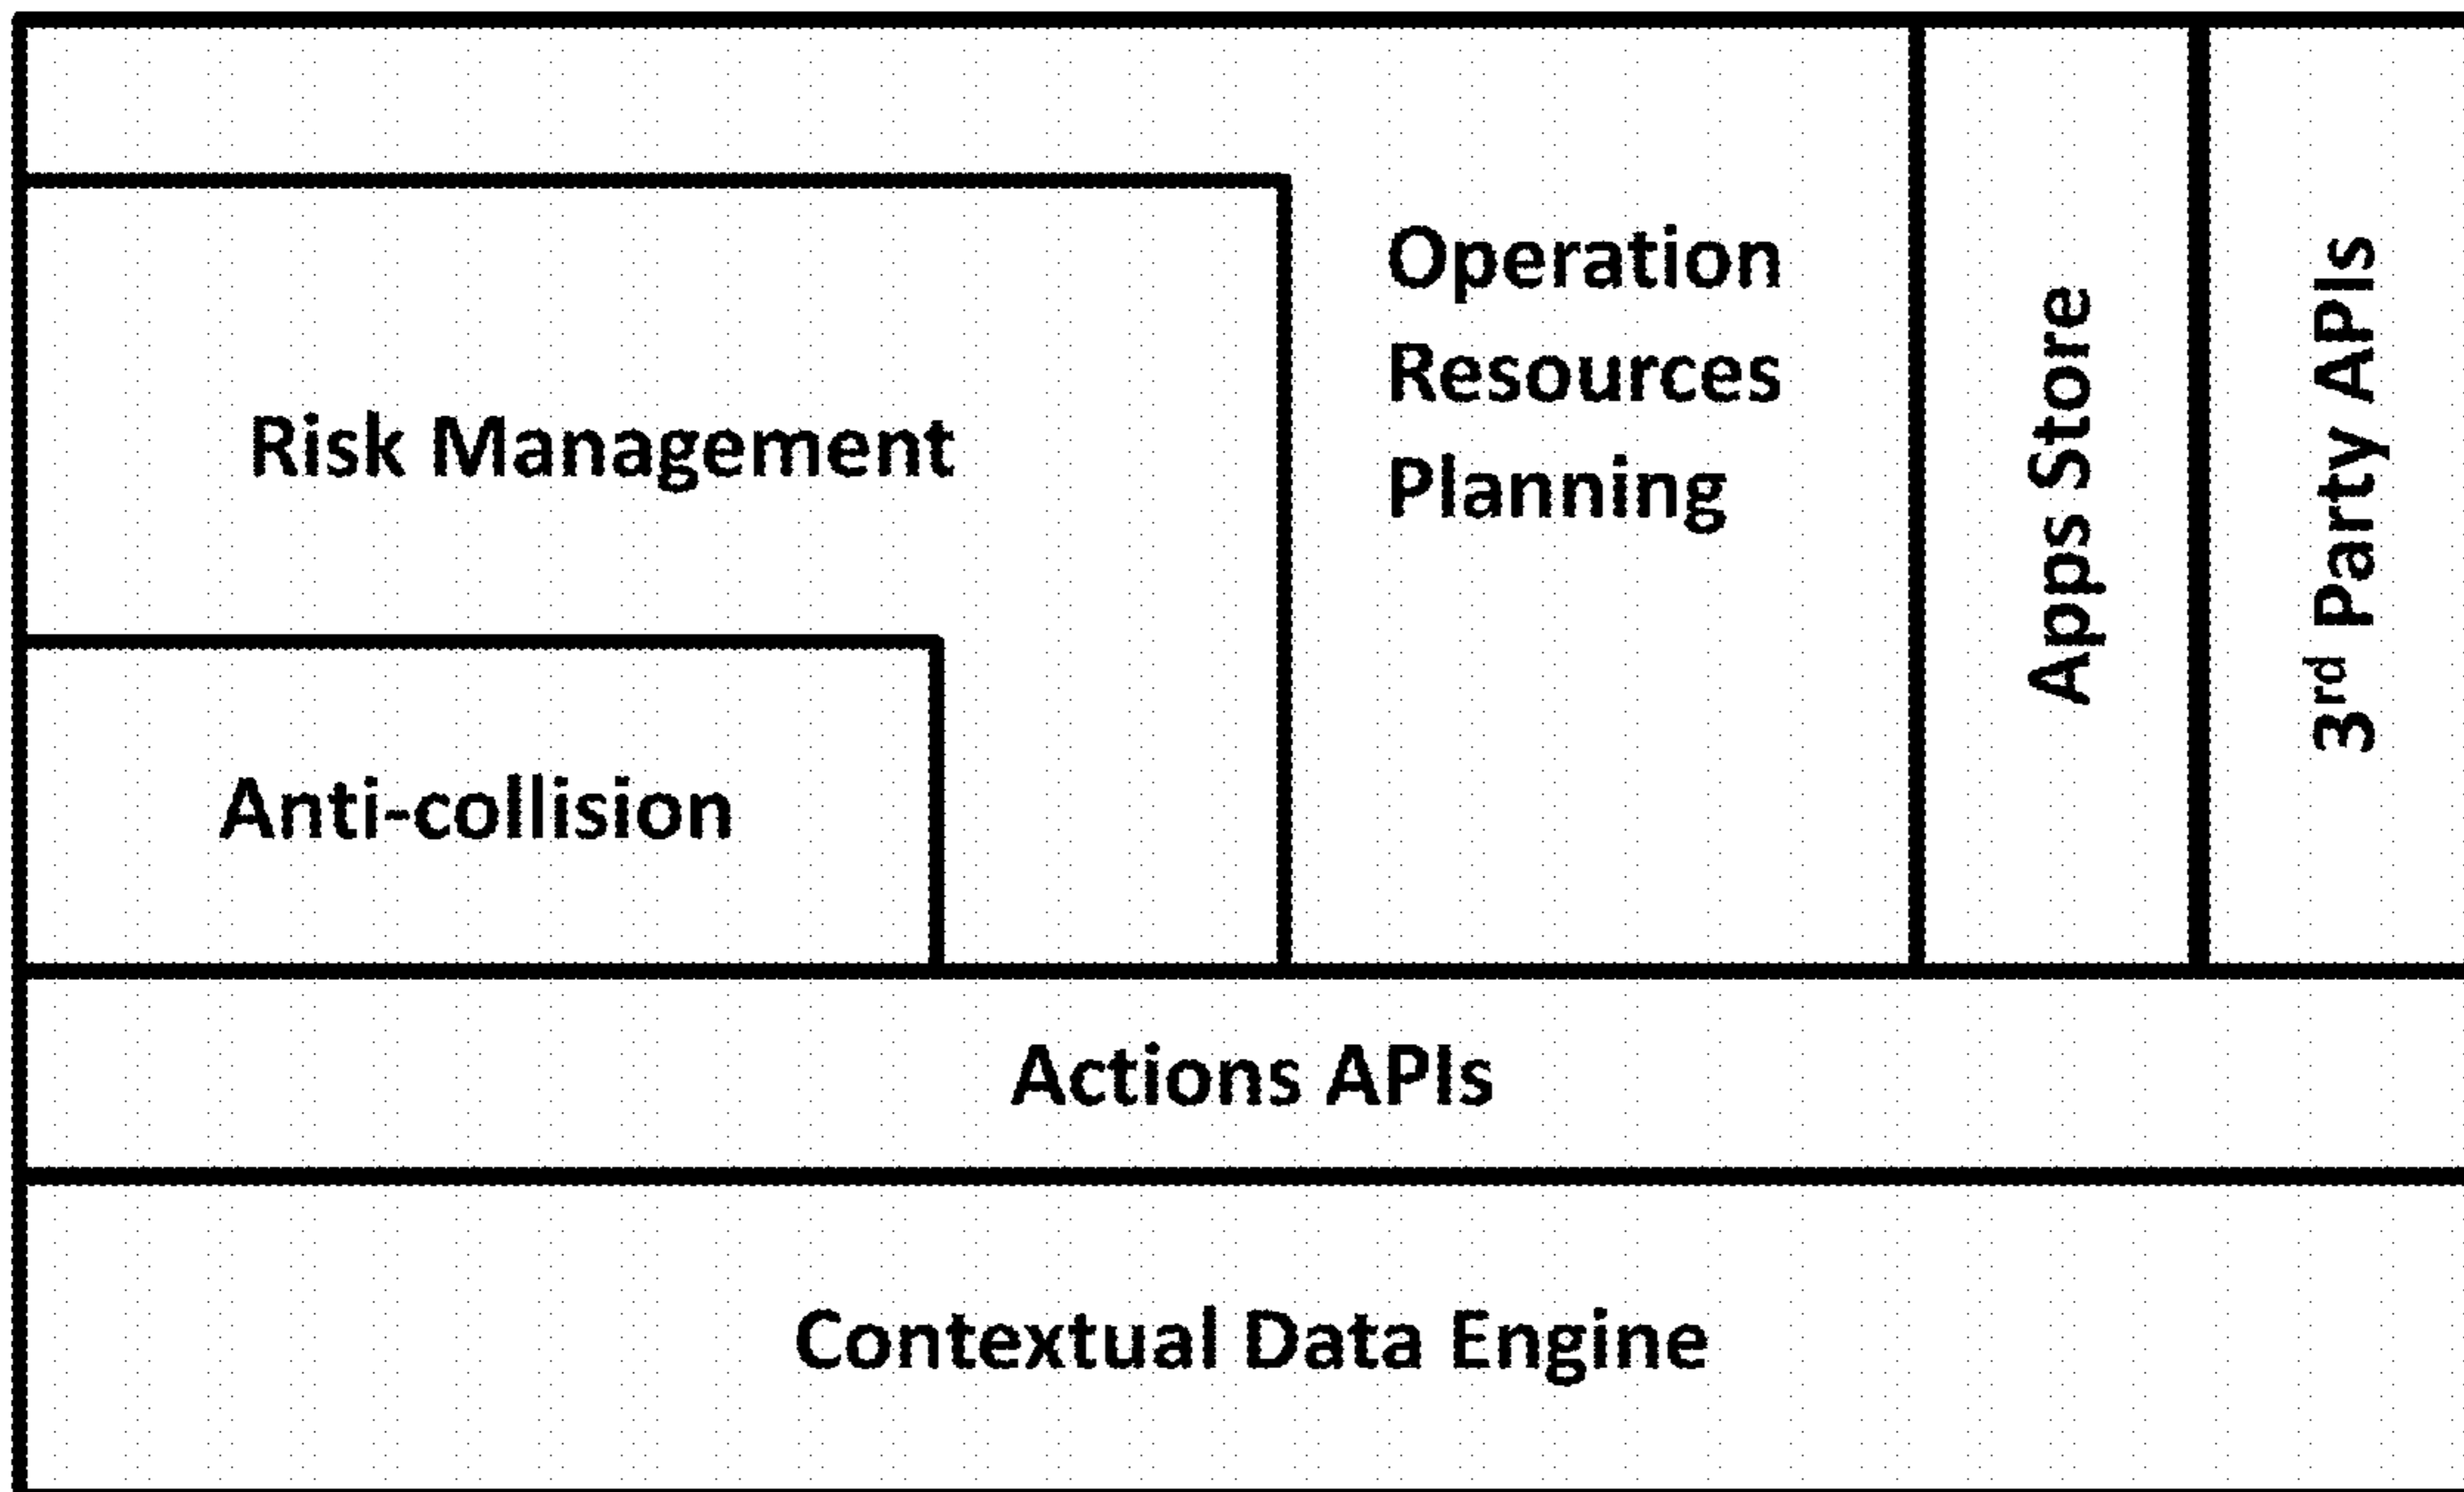 Operation
Resources
Planning
Risk Management
Anti-collision
Apps Store
3rd Party APIs
Actions APIs
Contextual Data Engine